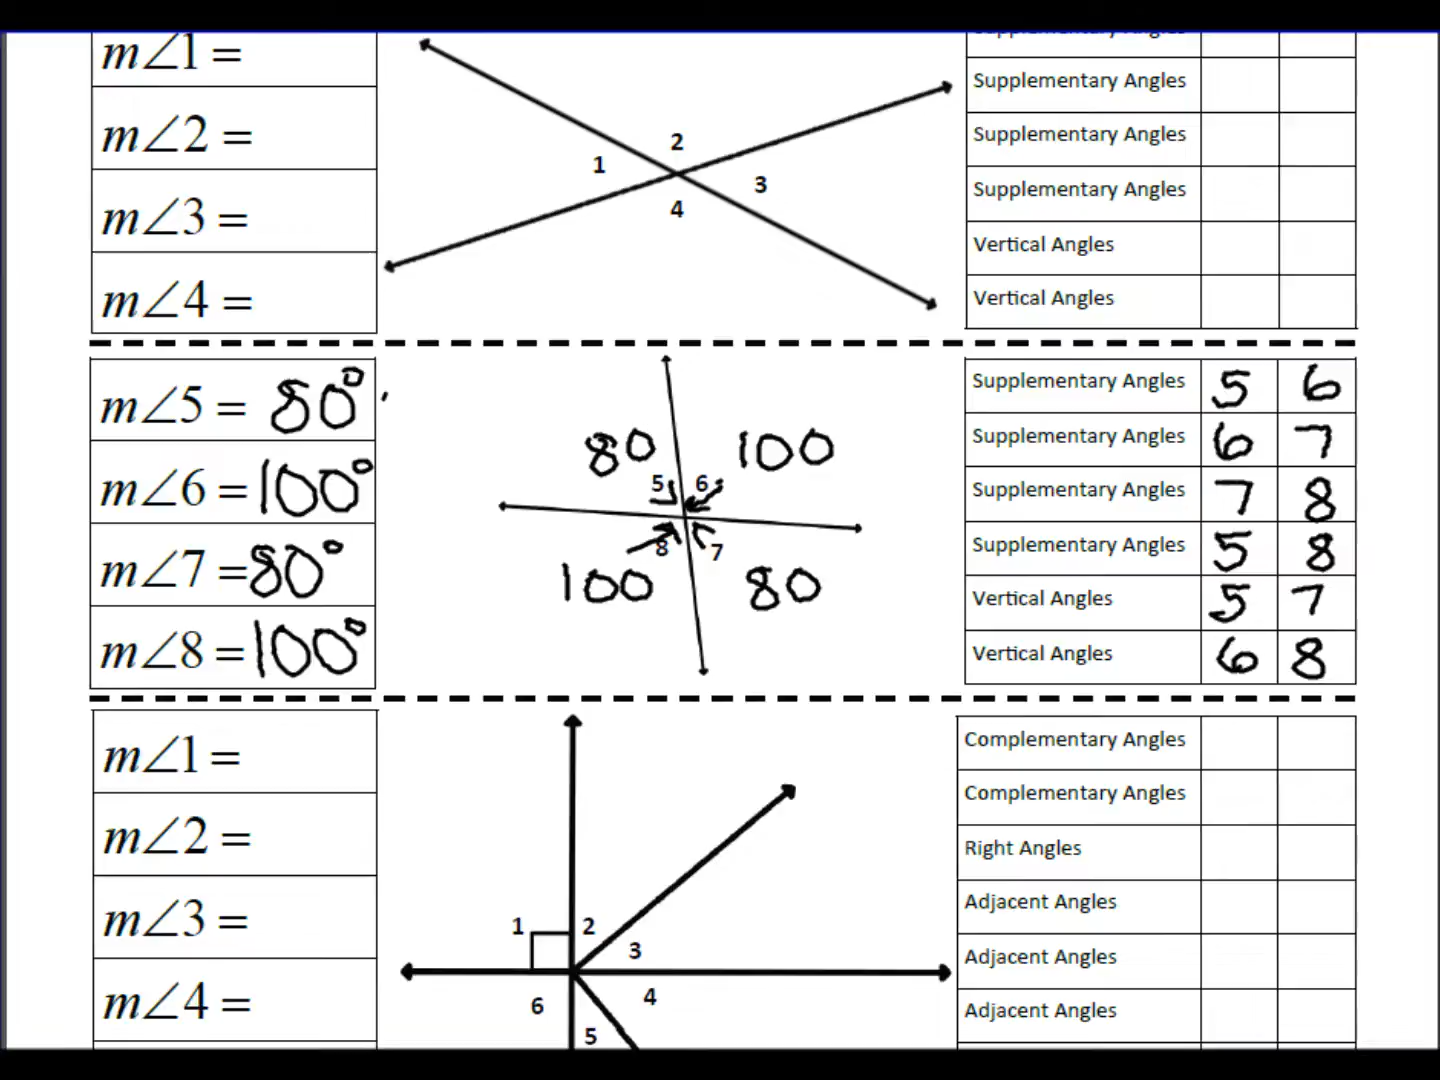 m∠1 =
m∠2 =
m∠3 =
m∠4 =
1
2
3
4
Supplementary Angles
Supplementary Angles
Supplementary Angles
Supplementary Angles
Vertical Angles
Vertical Angles
m∠5 = 80°
m∠6 = 100°
m∠7 = 80°
m∠8 = 100°
80 100
5 6
8 7
100 80
Supplementary Angles 5 6
Supplementary Angles 6 7
Supplementary Angles 7 8
Supplementary Angles 5 8
Vertical Angles 5 7
Vertical Angles 6 8
m∠1 =
m∠2 =
m∠3 =
m∠4 =
1 2
3
6 4
5
Complementary Angles
Complementary Angles
Right Angles
Adjacent Angles
Adjacent Angles
Adjacent Angles